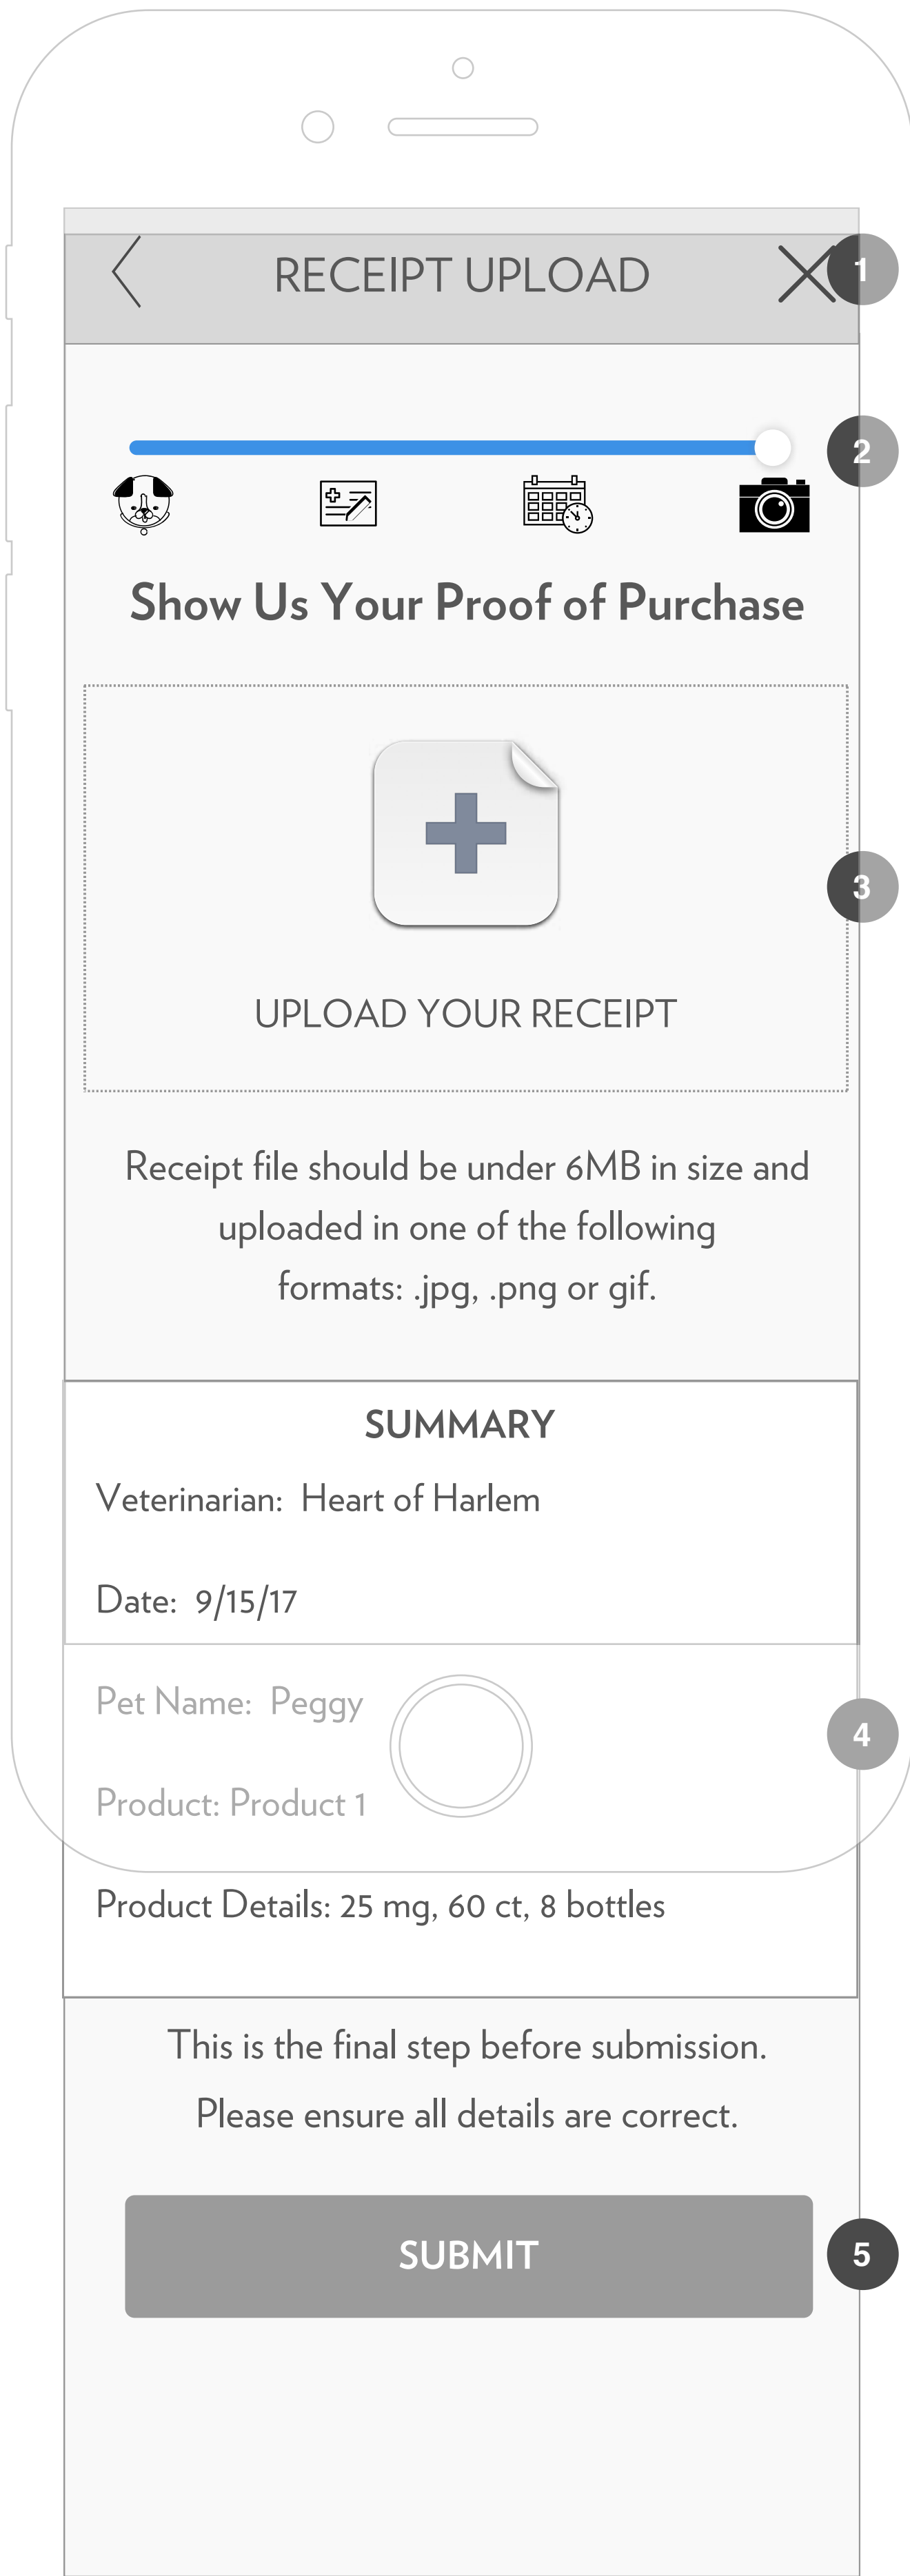 RECEIPT UPLOAD
1
2
Show Us Your Proof of Purchase
3
UPLOAD YOUR RECEIPT
Receipt file should be under 6MB in size and
uploaded in one of the following
formats: .jpg, .png or gif.
SUMMARY
Veterinarian: Heart of Harlem
Date: 9/15/17
Pet Name: Peggy
4
Product: Product 1
Product Details: 25 mg, 60 ct, 8 bottles
This is the final step before submission.
Please ensure all details are correct.
SUBMIT
5